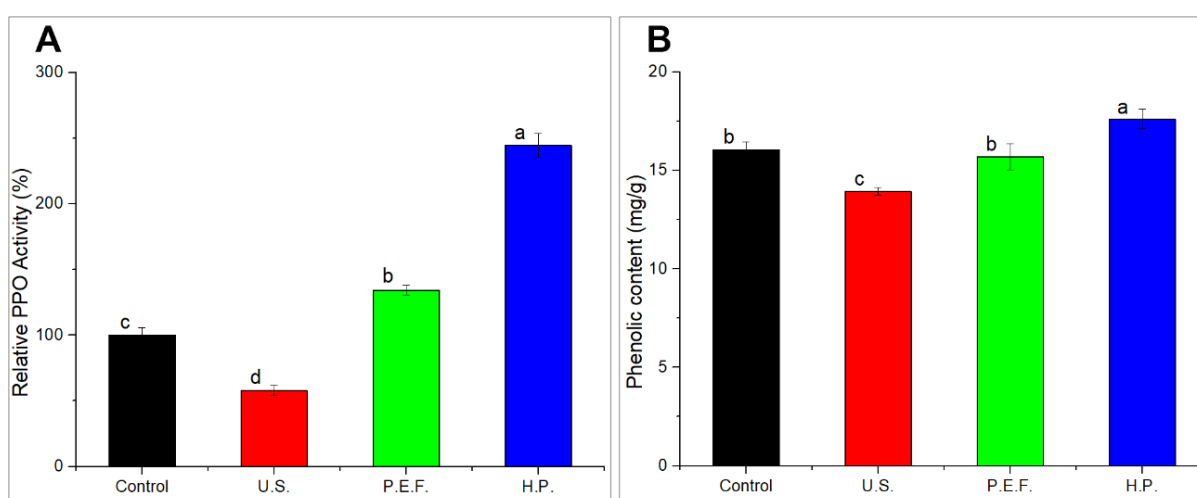 A
Relative PPO Activity (%)
300
200
100
0
c
d
b
a
Control U.S. P.E.F. H.P.
B
Phenolic content (mg/g)
20
15
10
5
0
b
c
b
a
Control U.S. P.E.F. H.P.